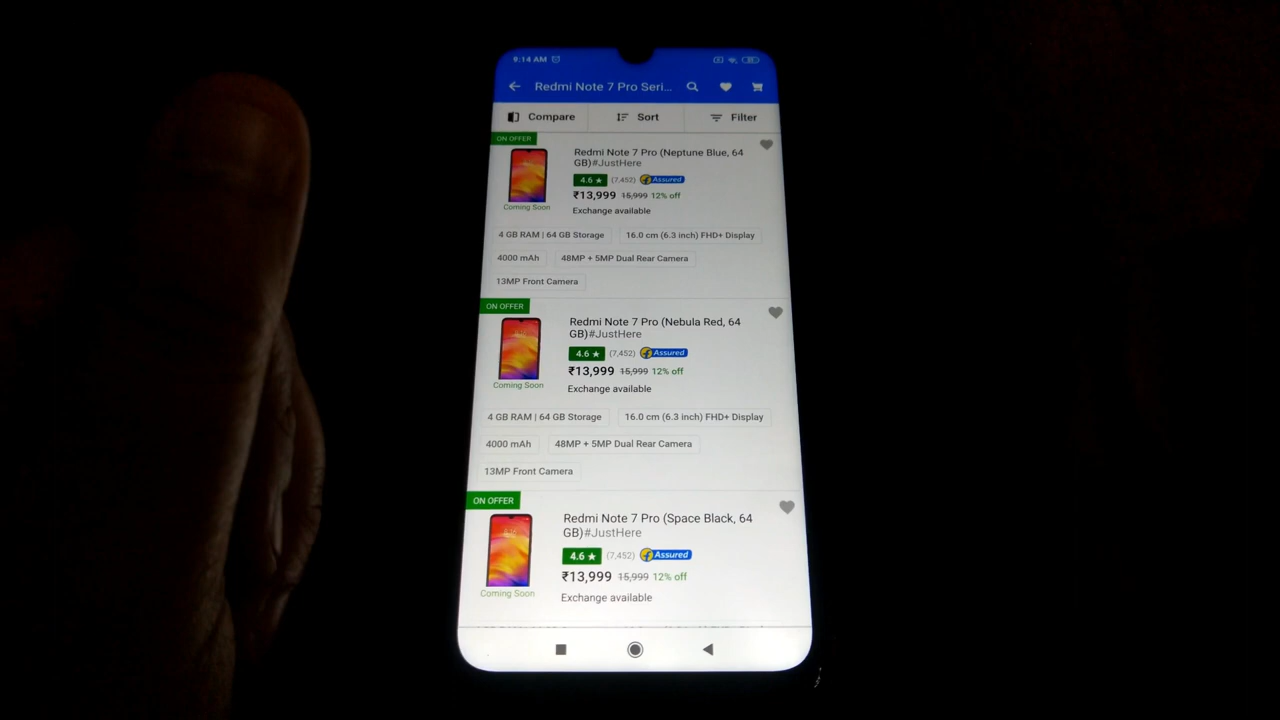 9:14 AM
Redmi Note 7 Pro Seri...
Compare Sort Filter
ON OFFER
Redmi Note 7 Pro (Neptune Blue, 64
GB)#JustHere
4.6 ★ (7,452) Assured
₹13,999 15,999 12% off
Coming Soon
Exchange available
4 GB RAM | 64 GB Storage 16.0 cm (6.3 inch) FHD+ Display
4000 mAh 48MP + 5MP Dual Rear Camera
13MP Front Camera
ON OFFER
Redmi Note 7 Pro (Nebula Red, 64
GB)#JustHere
4.6 ★ (7,452) Assured
₹13,999 15,999 12% off
Coming Soon
Exchange available
4 GB RAM | 64 GB Storage 16.0 cm (6.3 inch) FHD+ Display
4000 mAh 48MP + 5MP Dual Rear Camera
13MP Front Camera
ON OFFER
Redmi Note 7 Pro (Space Black, 64
GB)#JustHere
4.6 ★ (7,452) Assured
₹13,999 15,999 12% off
Coming Soon
Exchange available